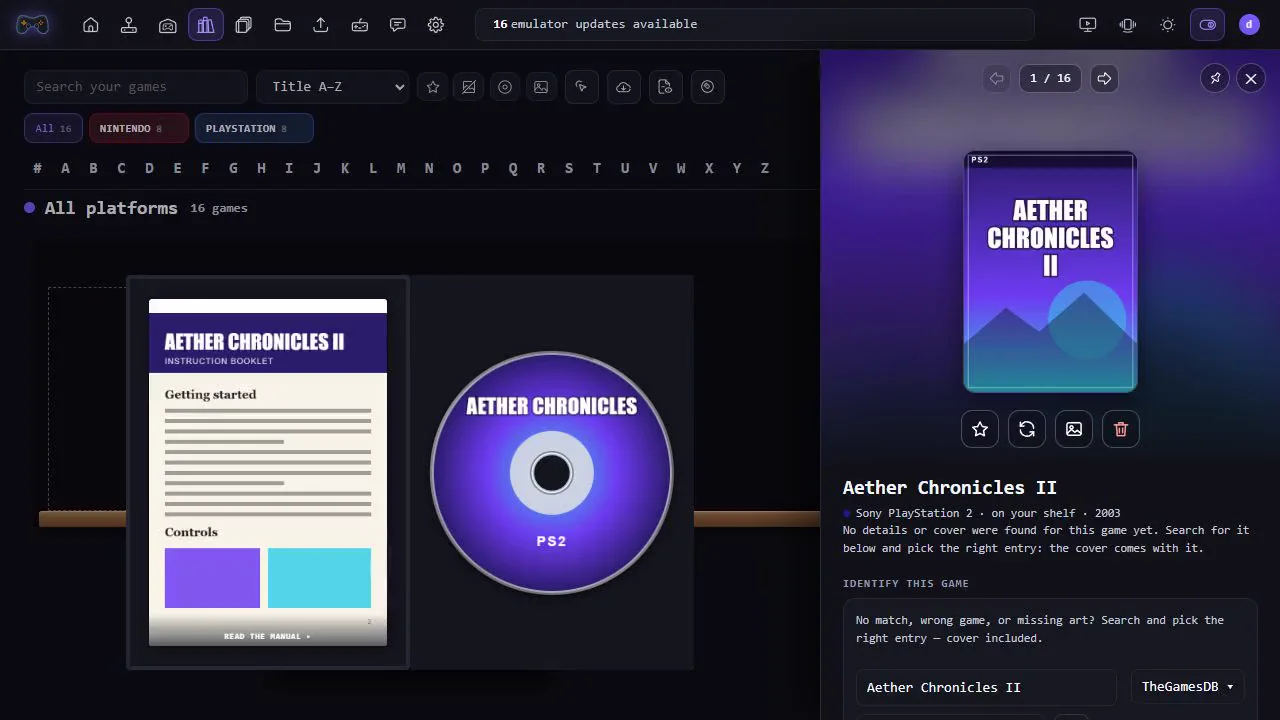 16 emulator updates available
d
Search your games
Title A–Z
All 16
NINTENDO 8
PLAYSTATION 8
# A B C D E F G H I J K L M N O P Q R S T U V W X Y Z
All platforms 16 games
AETHER CHRONICLES II
INSTRUCTION BOOKLET
Getting started
Controls
2
READ THE MANUAL ▸
AETHER CHRONICLES
PS2
1 / 16
PS2
AETHER
CHRONICLES
II
Aether Chronicles II
Sony PlayStation 2 · on your shelf · 2003
No details or cover were found for this game yet. Search for it
below and pick the right entry: the cover comes with it.
IDENTIFY THIS GAME
No match, wrong game, or missing art? Search and pick the
right entry — cover included.
Aether Chronicles II
TheGamesDB ▾